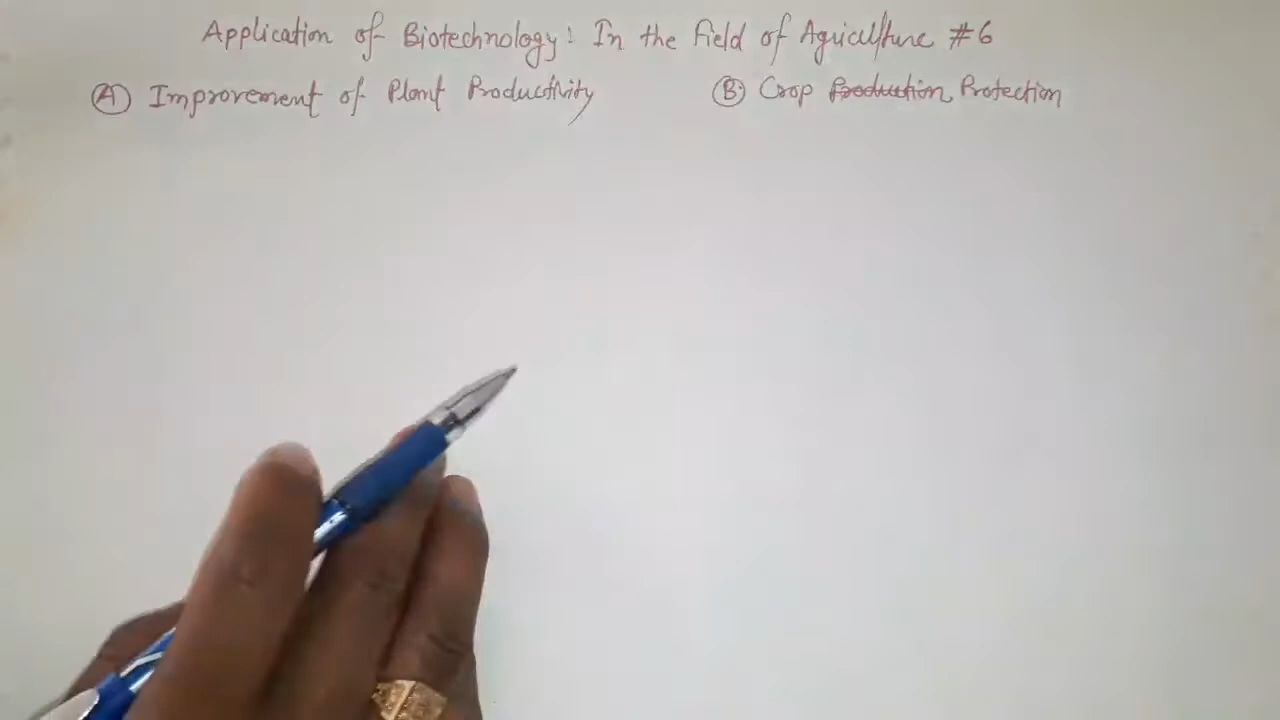 Application of Biotechnology: In the field of Agriculture #6
(A) Improvement of Plant Productivity
(B) Crop production Protection